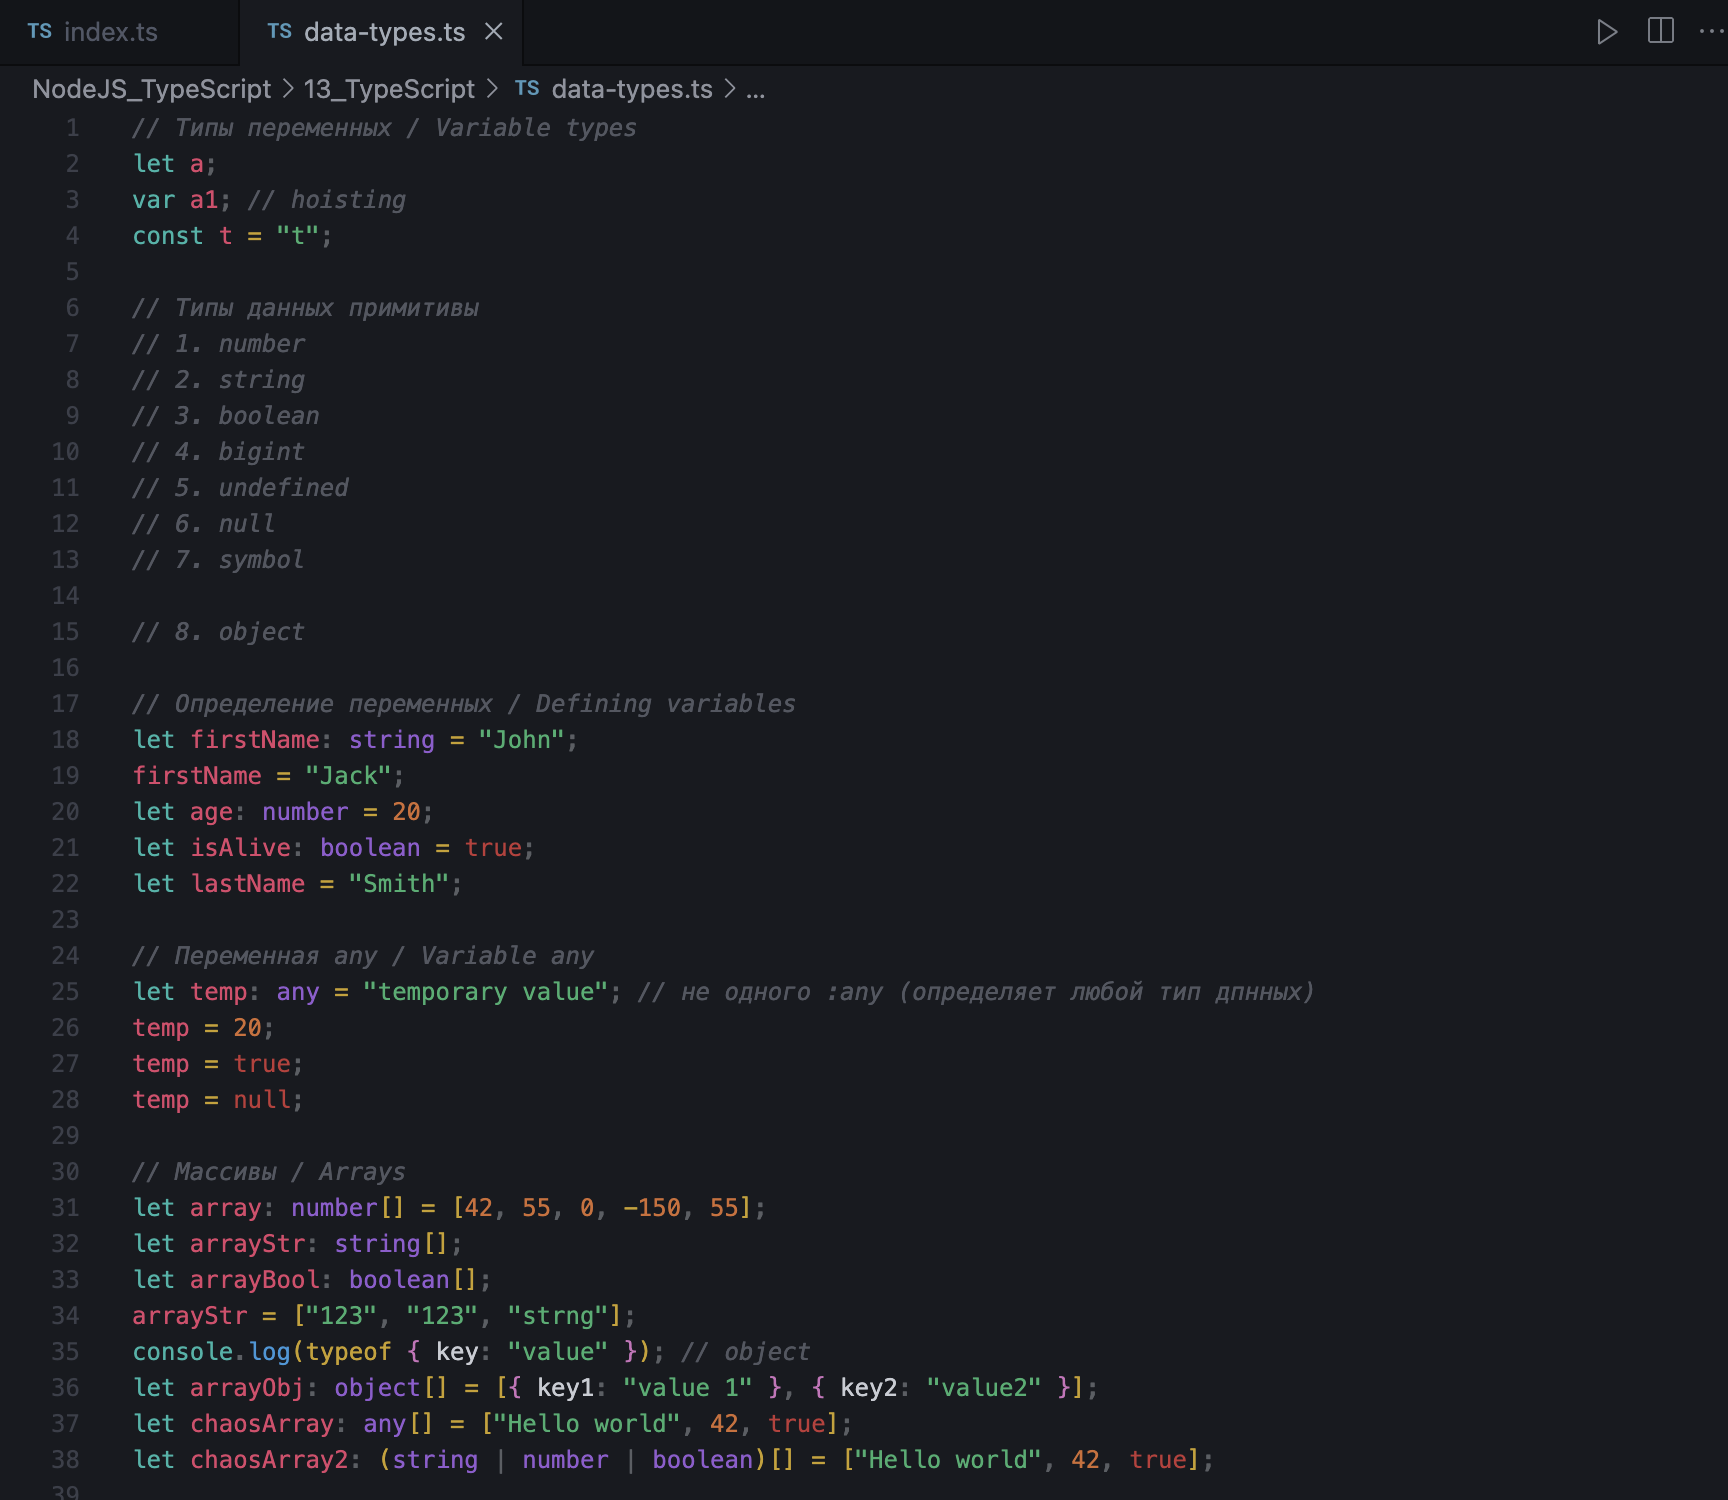 TS index.ts TS data-types.ts
NodeJS_TypeScript > 13_TypeScript > TS data-types.ts > ...
1 // Типы переменных / Variable types
2 let a;
3 var a1; // hoisting
4 const t = "t";
5
6 // Типы данных примитивы
7 // 1. number
8 // 2. string
9 // 3. boolean
10 // 4. bigint
11 // 5. undefined
12 // 6. null
13 // 7. symbol
14
15 // 8. object
16
17 // Определение переменных / Defining variables
18 let firstName: string = "John";
19 firstName = "Jack";
20 let age: number = 20;
21 let isAlive: boolean = true;
22 let lastName = "Smith";
23
24 // Переменная any / Variable any
25 let temp: any = "temporary value"; // не одного :any (определяет любой тип дпнных)
26 temp = 20;
27 temp = true;
28 temp = null;
29
30 // Массивы / Arrays
31 let array: number[] = [42, 55, 0, -150, 55];
32 let arrayStr: string[];
33 let arrayBool: boolean[];
34 arrayStr = ["123", "123", "strng"];
35 console.log(typeof { key: "value" }); // object
36 let arrayObj: object[] = [{ key1: "value 1" }, { key2: "value2" }];
37 let chaosArray: any[] = ["Hello world", 42, true];
38 let chaosArray2: (string | number | boolean)[] = ["Hello world", 42, true];
39